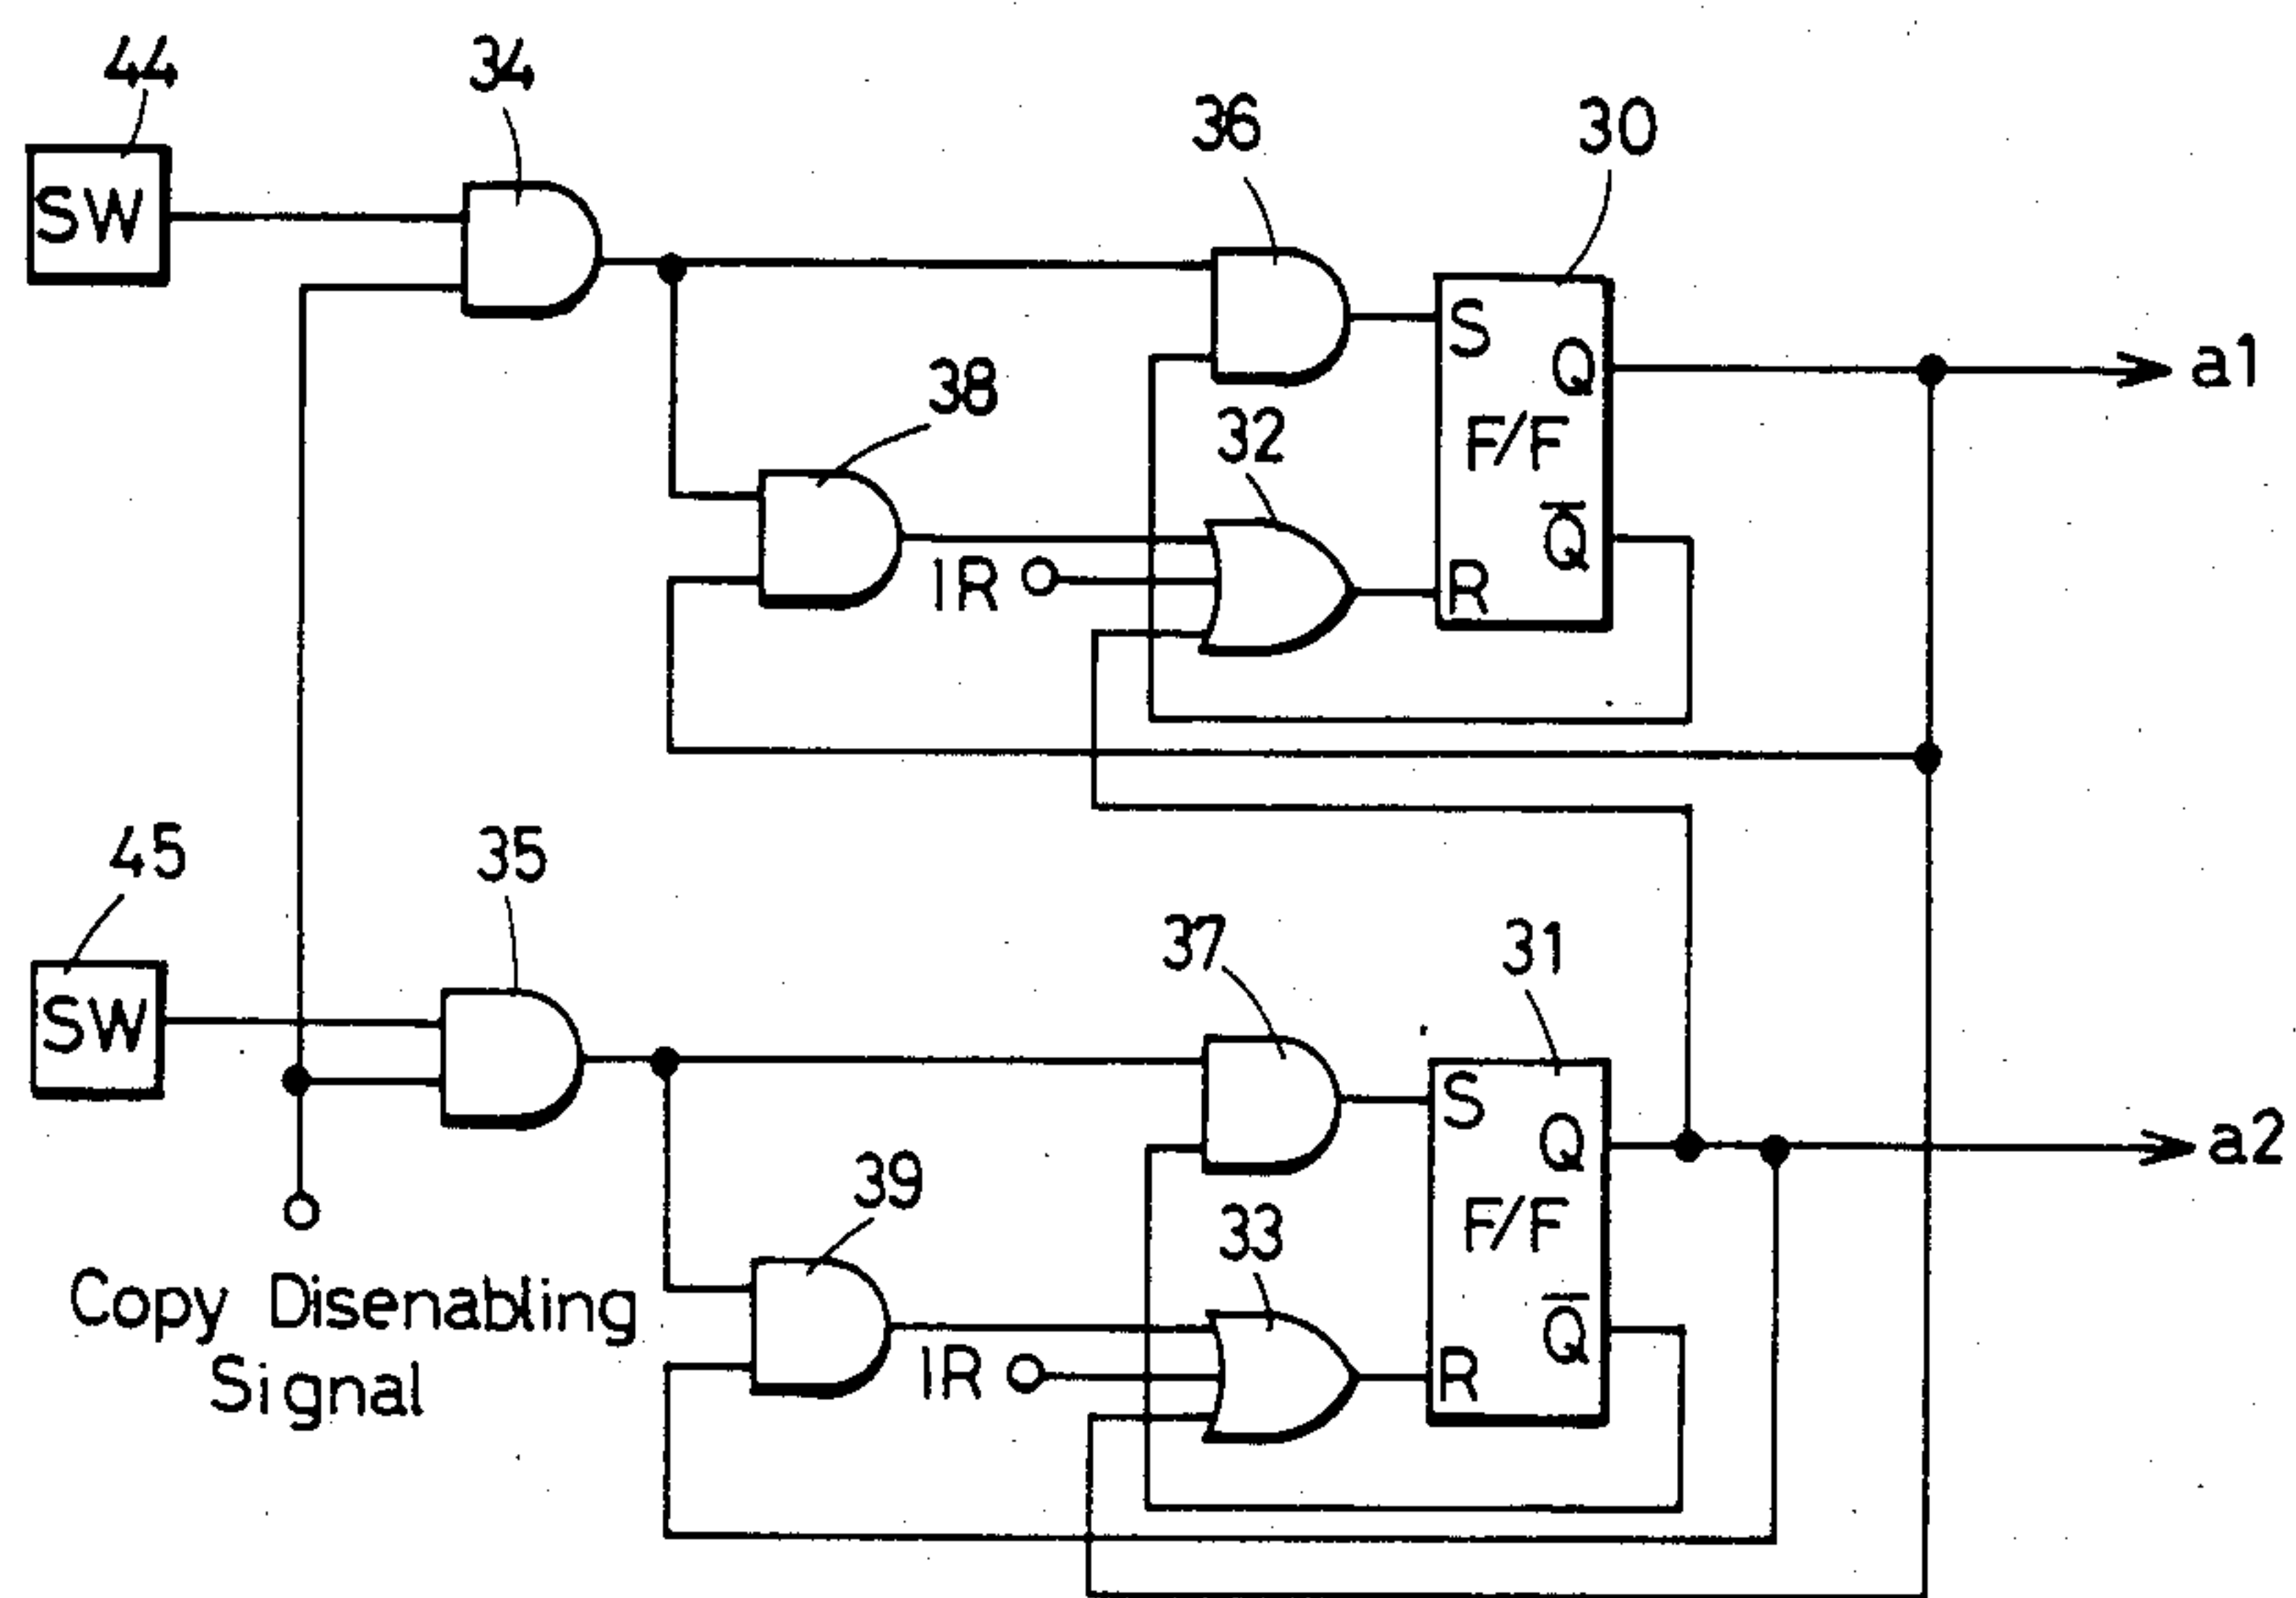 44
34
36
30
SW
S
Q
a1
38
32
F/F
Q̅
IR
R
45
35
37
31
SW
S
Q
a2
39
33
F/F
Q̅
IR
R
Copy Disenabling
Signal